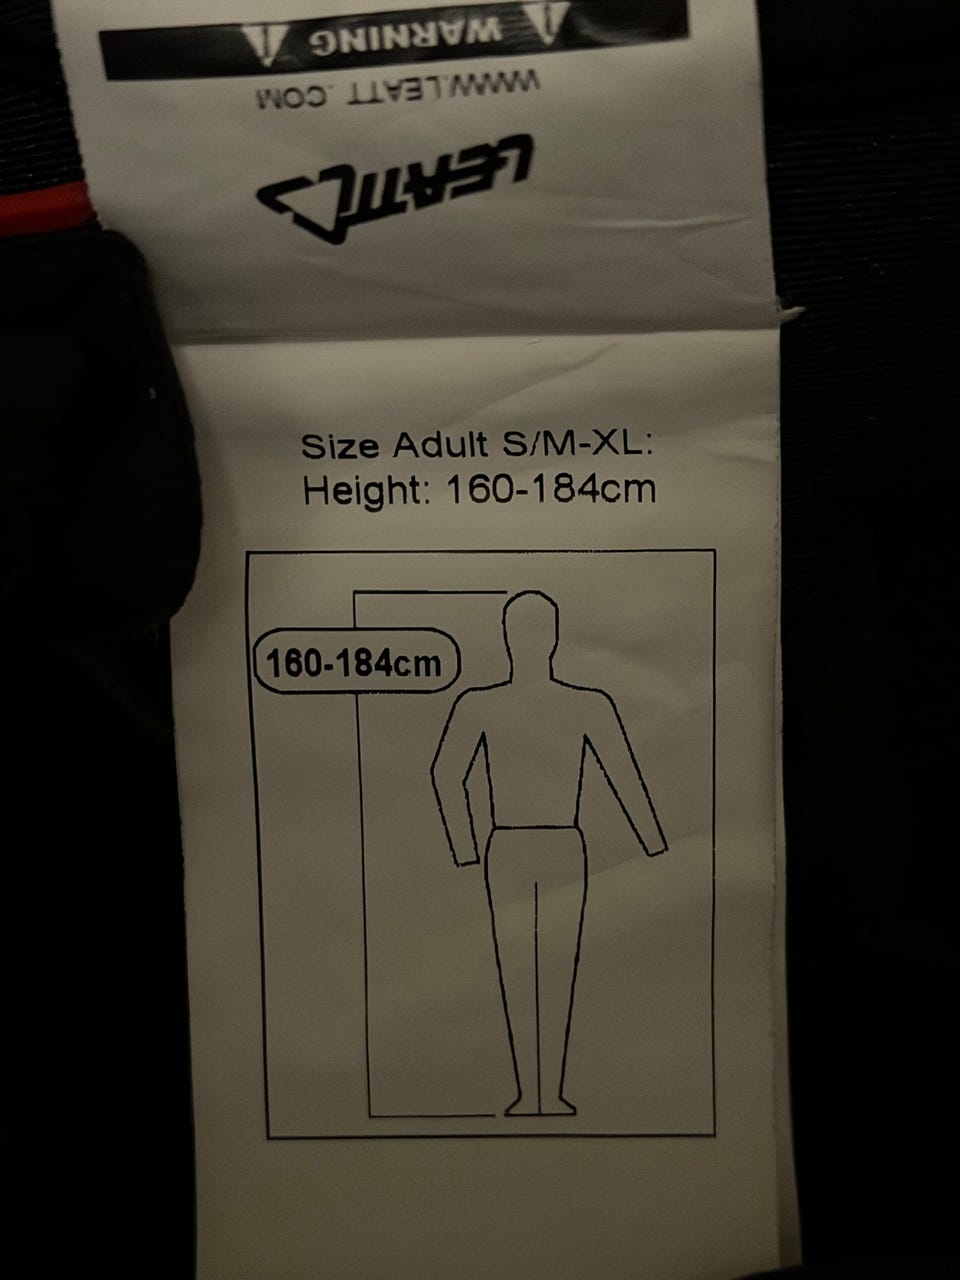 WARNING
WWW.LEATT.COM
LEATT
Size Adult S/M-XL:
Height: 160-184cm
160-184cm